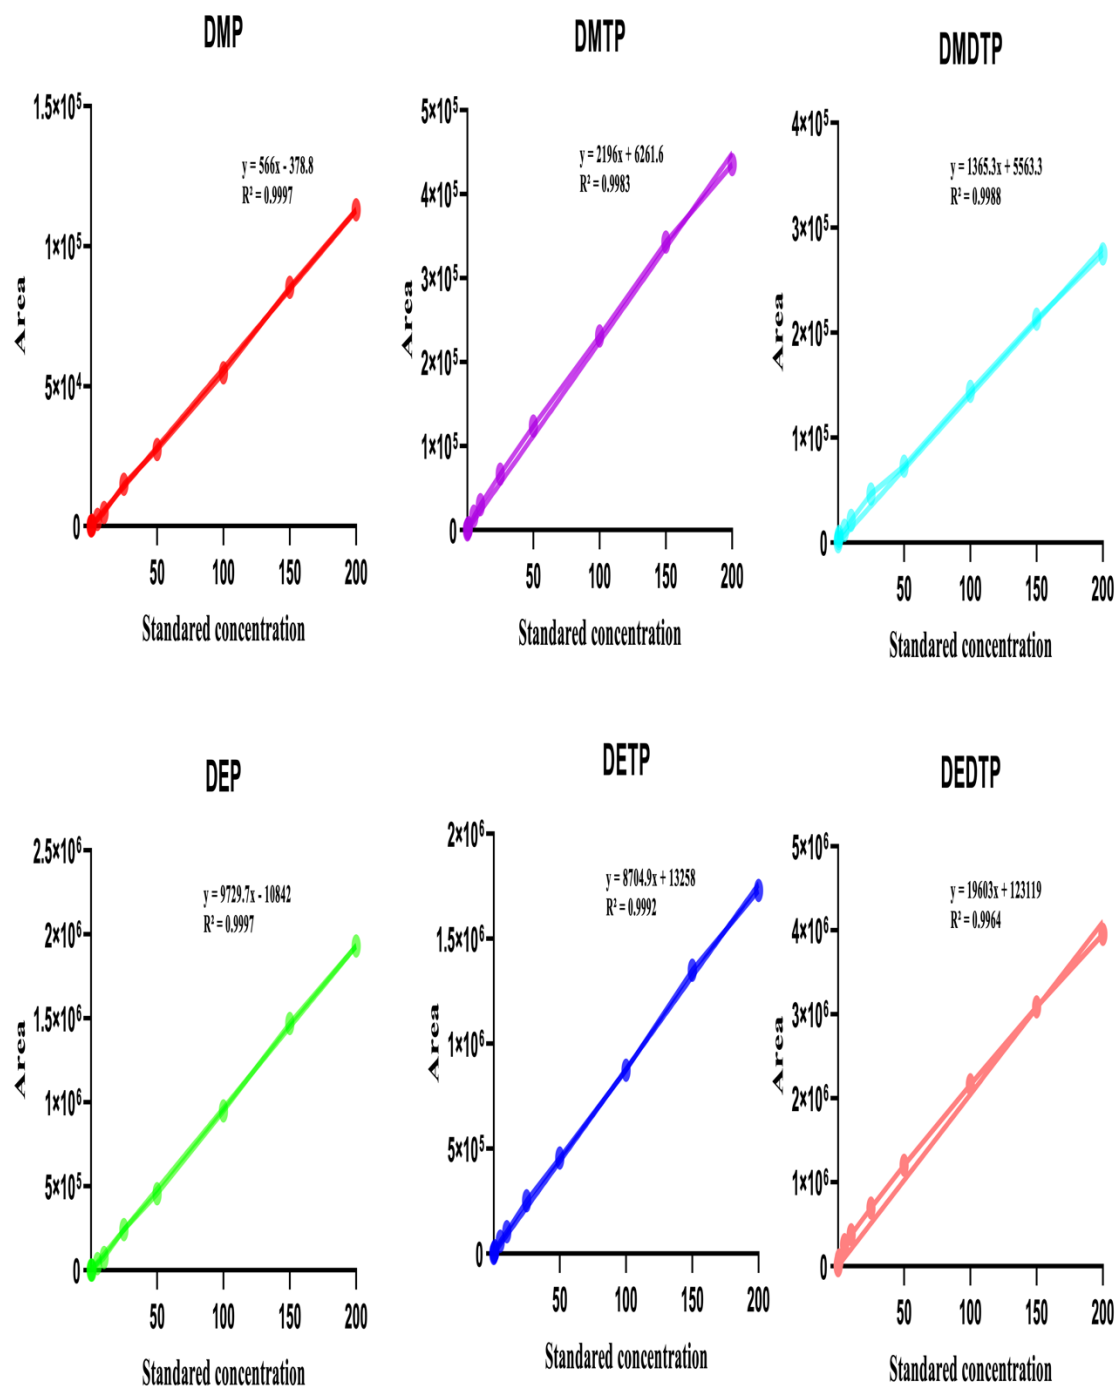 DMP
1.5×10⁵
1×10⁵
5×10⁴
0
50 100 150 200
Area
Standared concentration
y = 566x - 378.8
R² = 0.9997
DMTP
5×10⁵
4×10⁵
3×10⁵
2×10⁵
1×10⁵
0
50 100 150 200
Area
Standared concentration
y = 2196x + 6261.6
R² = 0.9983
DMDTP
4×10⁵
3×10⁵
2×10⁵
1×10⁵
0
50 100 150 200
Area
Standared concentration
y = 1365.3x + 5563.3
R² = 0.9988
DEP
2.5×10⁶
2×10⁶
1.5×10⁶
1×10⁶
5×10⁵
0
50 100 150 200
Area
Standared concentration
y = 9729.7x - 10842
R² = 0.9997
DETP
2×10⁶
1.5×10⁶
1×10⁶
5×10⁵
0
50 100 150 200
Area
Standared concentration
y = 8704.9x + 13258
R² = 0.9992
DEDTP
5×10⁶
4×10⁶
3×10⁶
2×10⁶
1×10⁶
0
50 100 150 200
Area
Standared concentration
y = 19603x + 123119
R² = 0.9964